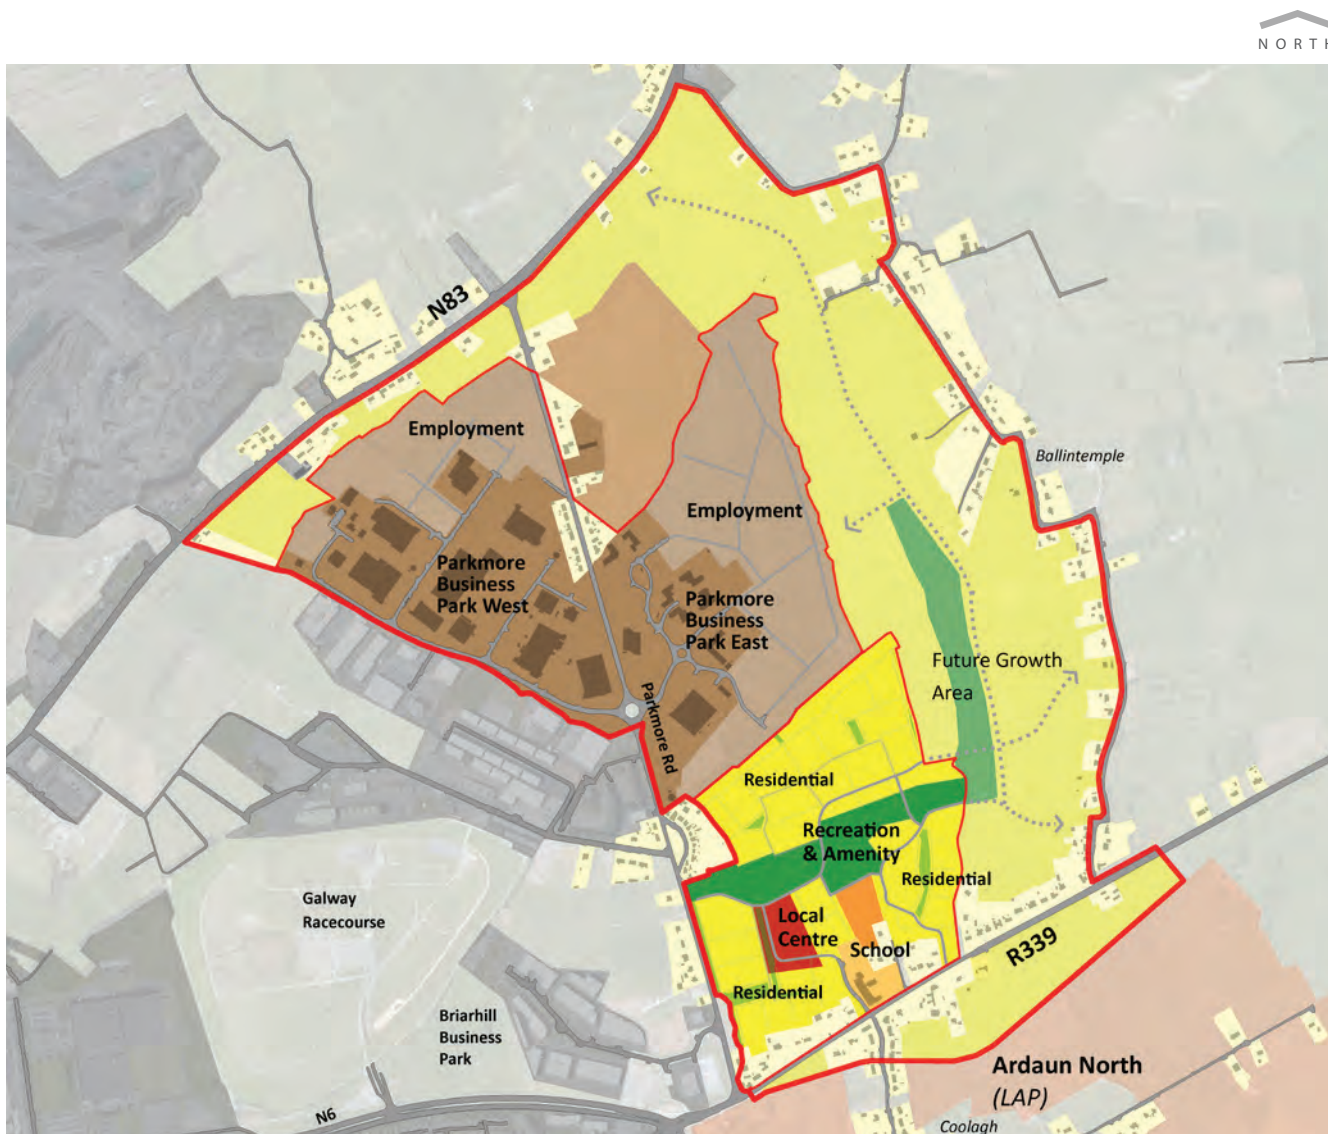 NORTH
N83
Employment
Ballintemple
Employment
Parkmore
Business
Park West
Parkmore
Business
Park East
Future Growth
Area
Parkmore Rd
Residential
Recreation
& Amenity
Residential
Galway
Racecourse
Local
Centre
School
R339
Residential
Briarhill
Business
Park
Ardaun North
(LAP)
N6
Coolagh